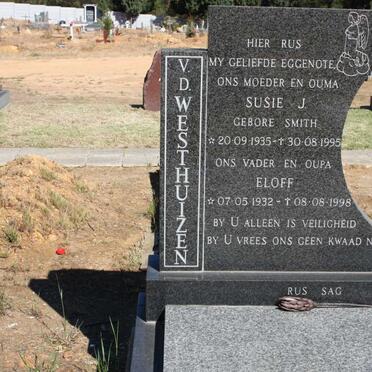 V.D. WESTHUIZEN
HIER RUS
MY GELIEFDE EGGENOTE,
ONS MOEDER EN OUMA
SUSIE J.
GEBORE SMITH
☆20·09·1935-✝30·08·1995
ONS VADER EN OUPA
ELOFF
☆07·05·1932-✝08·08·1998
BY U ALLEEN IS VEILIGHEID
BY U VREES ONS GEEN KWAAD N
RUS SAG